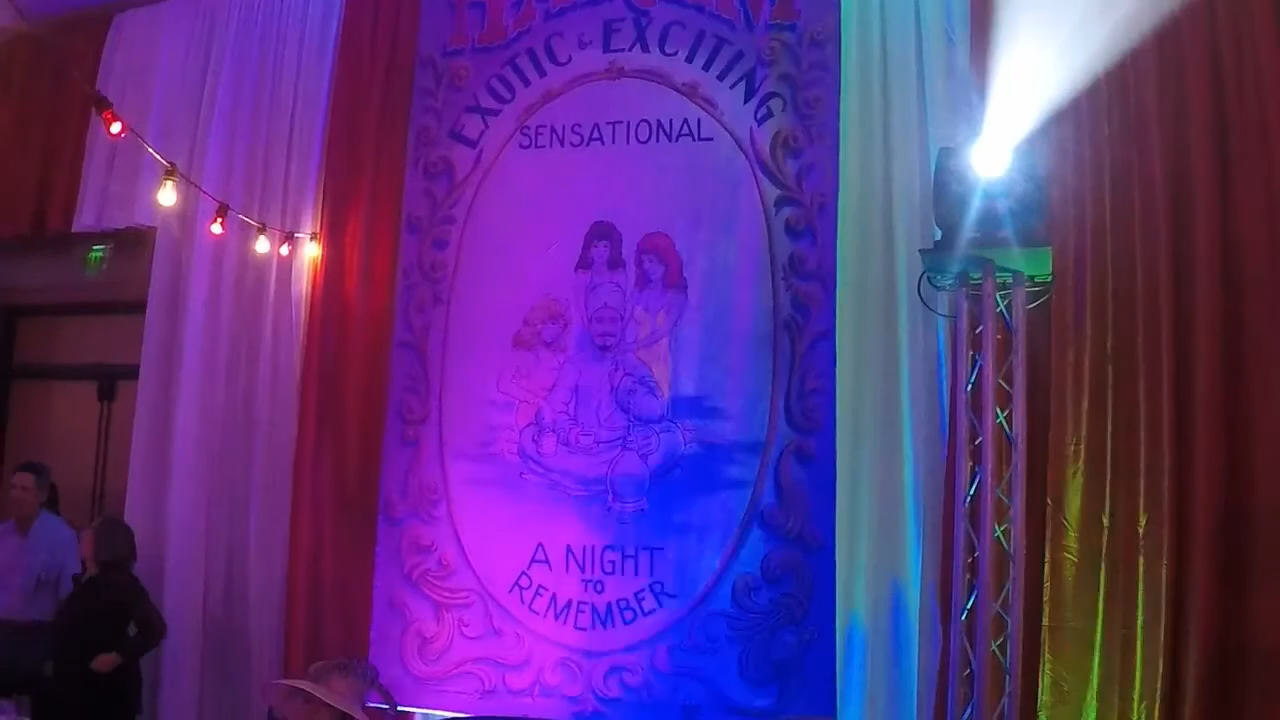 EXOTIC & EXCITING
SENSATIONAL
A NIGHT
TO
REMEMBER